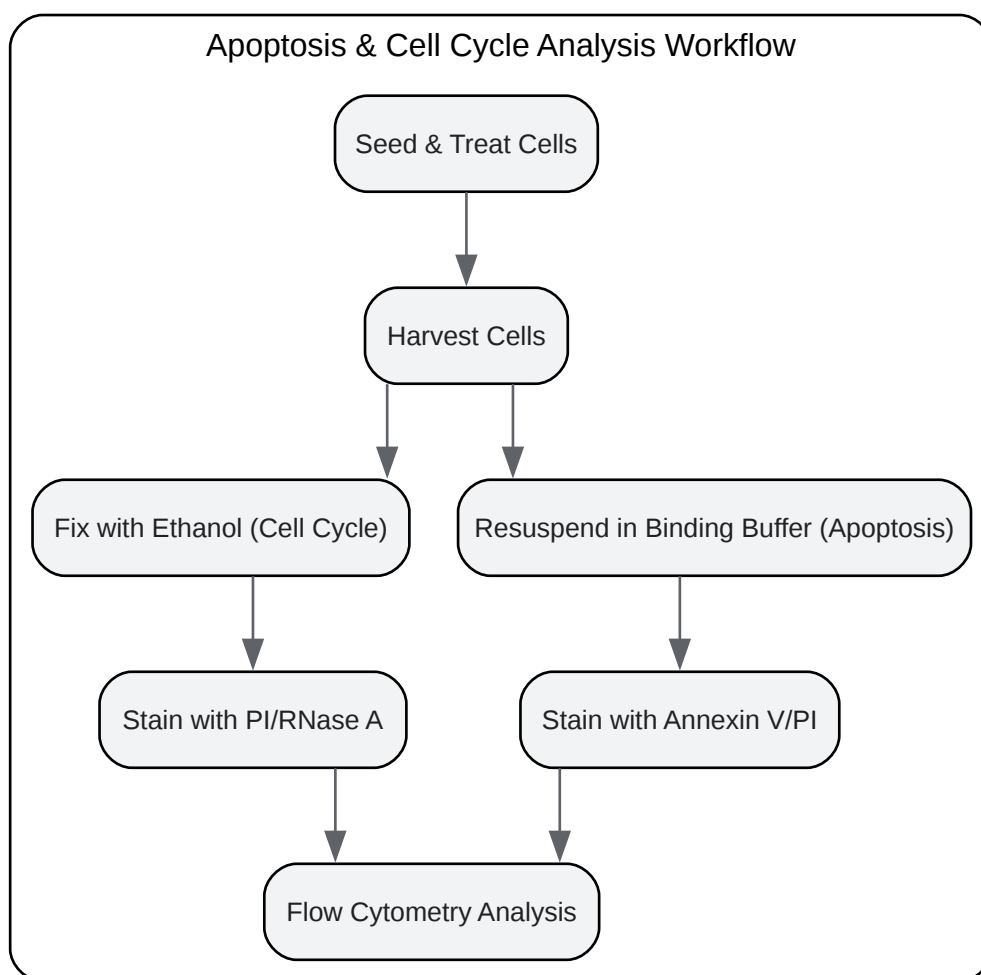 Apoptosis & Cell Cycle Analysis Workflow
Seed & Treat Cells
Harvest Cells
Fix with Ethanol (Cell Cycle)
Resuspend in Binding Buffer (Apoptosis)
Stain with PI/RNase A
Stain with Annexin V/PI
Flow Cytometry Analysis